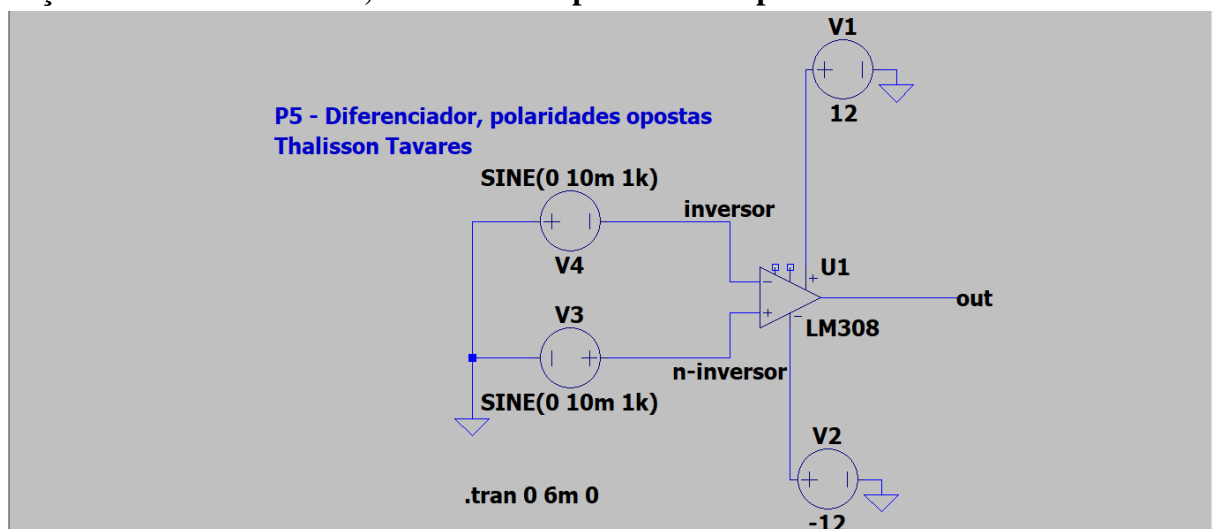 V1
12
P5 - Diferenciador, polaridades opostas
Thalisson Tavares
SINE(0 10m 1k)
inversor
V4
U1
out
V3
LM308
n-inversor
SINE(0 10m 1k)
V2
.tran 0 6m 0
-12